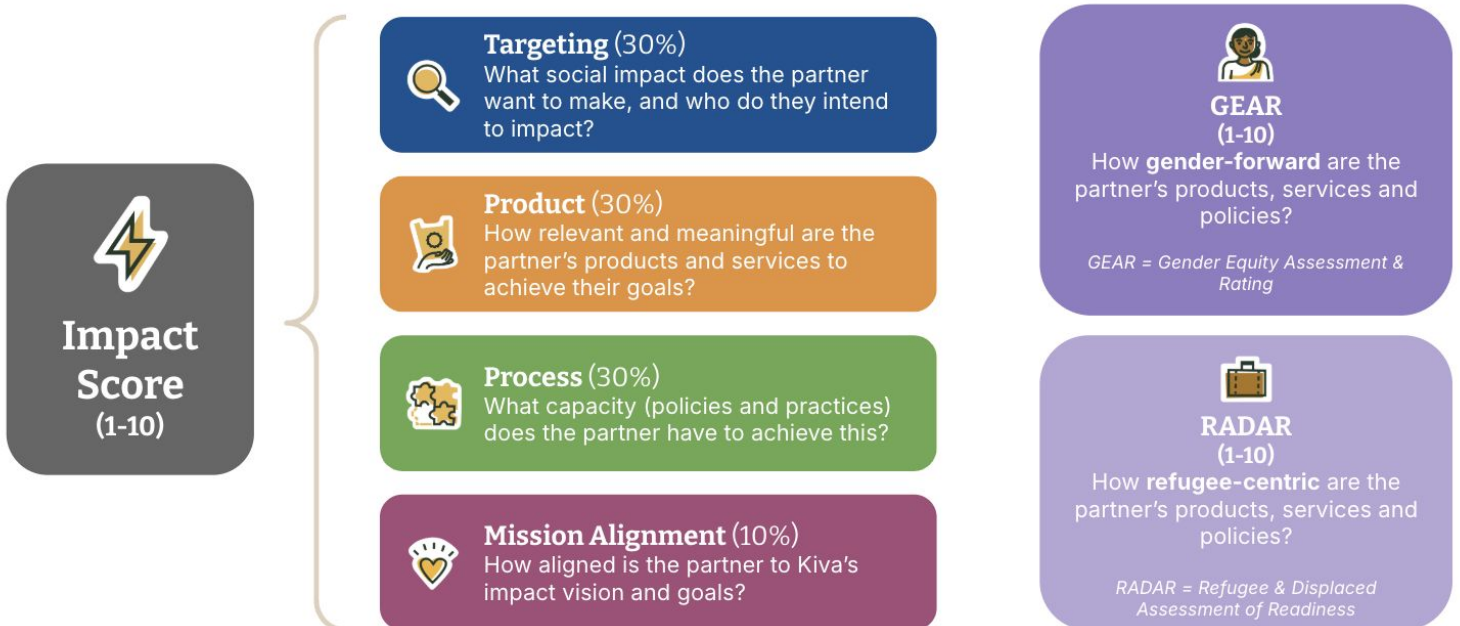 Impact
Score
(1-10)
Targeting (30%)
What social impact does the partner
want to make, and who do they intend
to impact?
Product (30%)
How relevant and meaningful are the
partner's products and services to
achieve their goals?
Process (30%)
What capacity (policies and practices)
does the partner have to achieve this?
Mission Alignment (10%)
How aligned is the partner to Kiva's
impact vision and goals?
GEAR
(1-10)
How gender-forward are the
partner's products, services and
policies?
GEAR = Gender Equity Assessment &
Rating
RADAR
(1-10)
How refugee-centric are the
partner's products, services and
policies?
RADAR = Refugee & Displaced
Assessment of Readiness